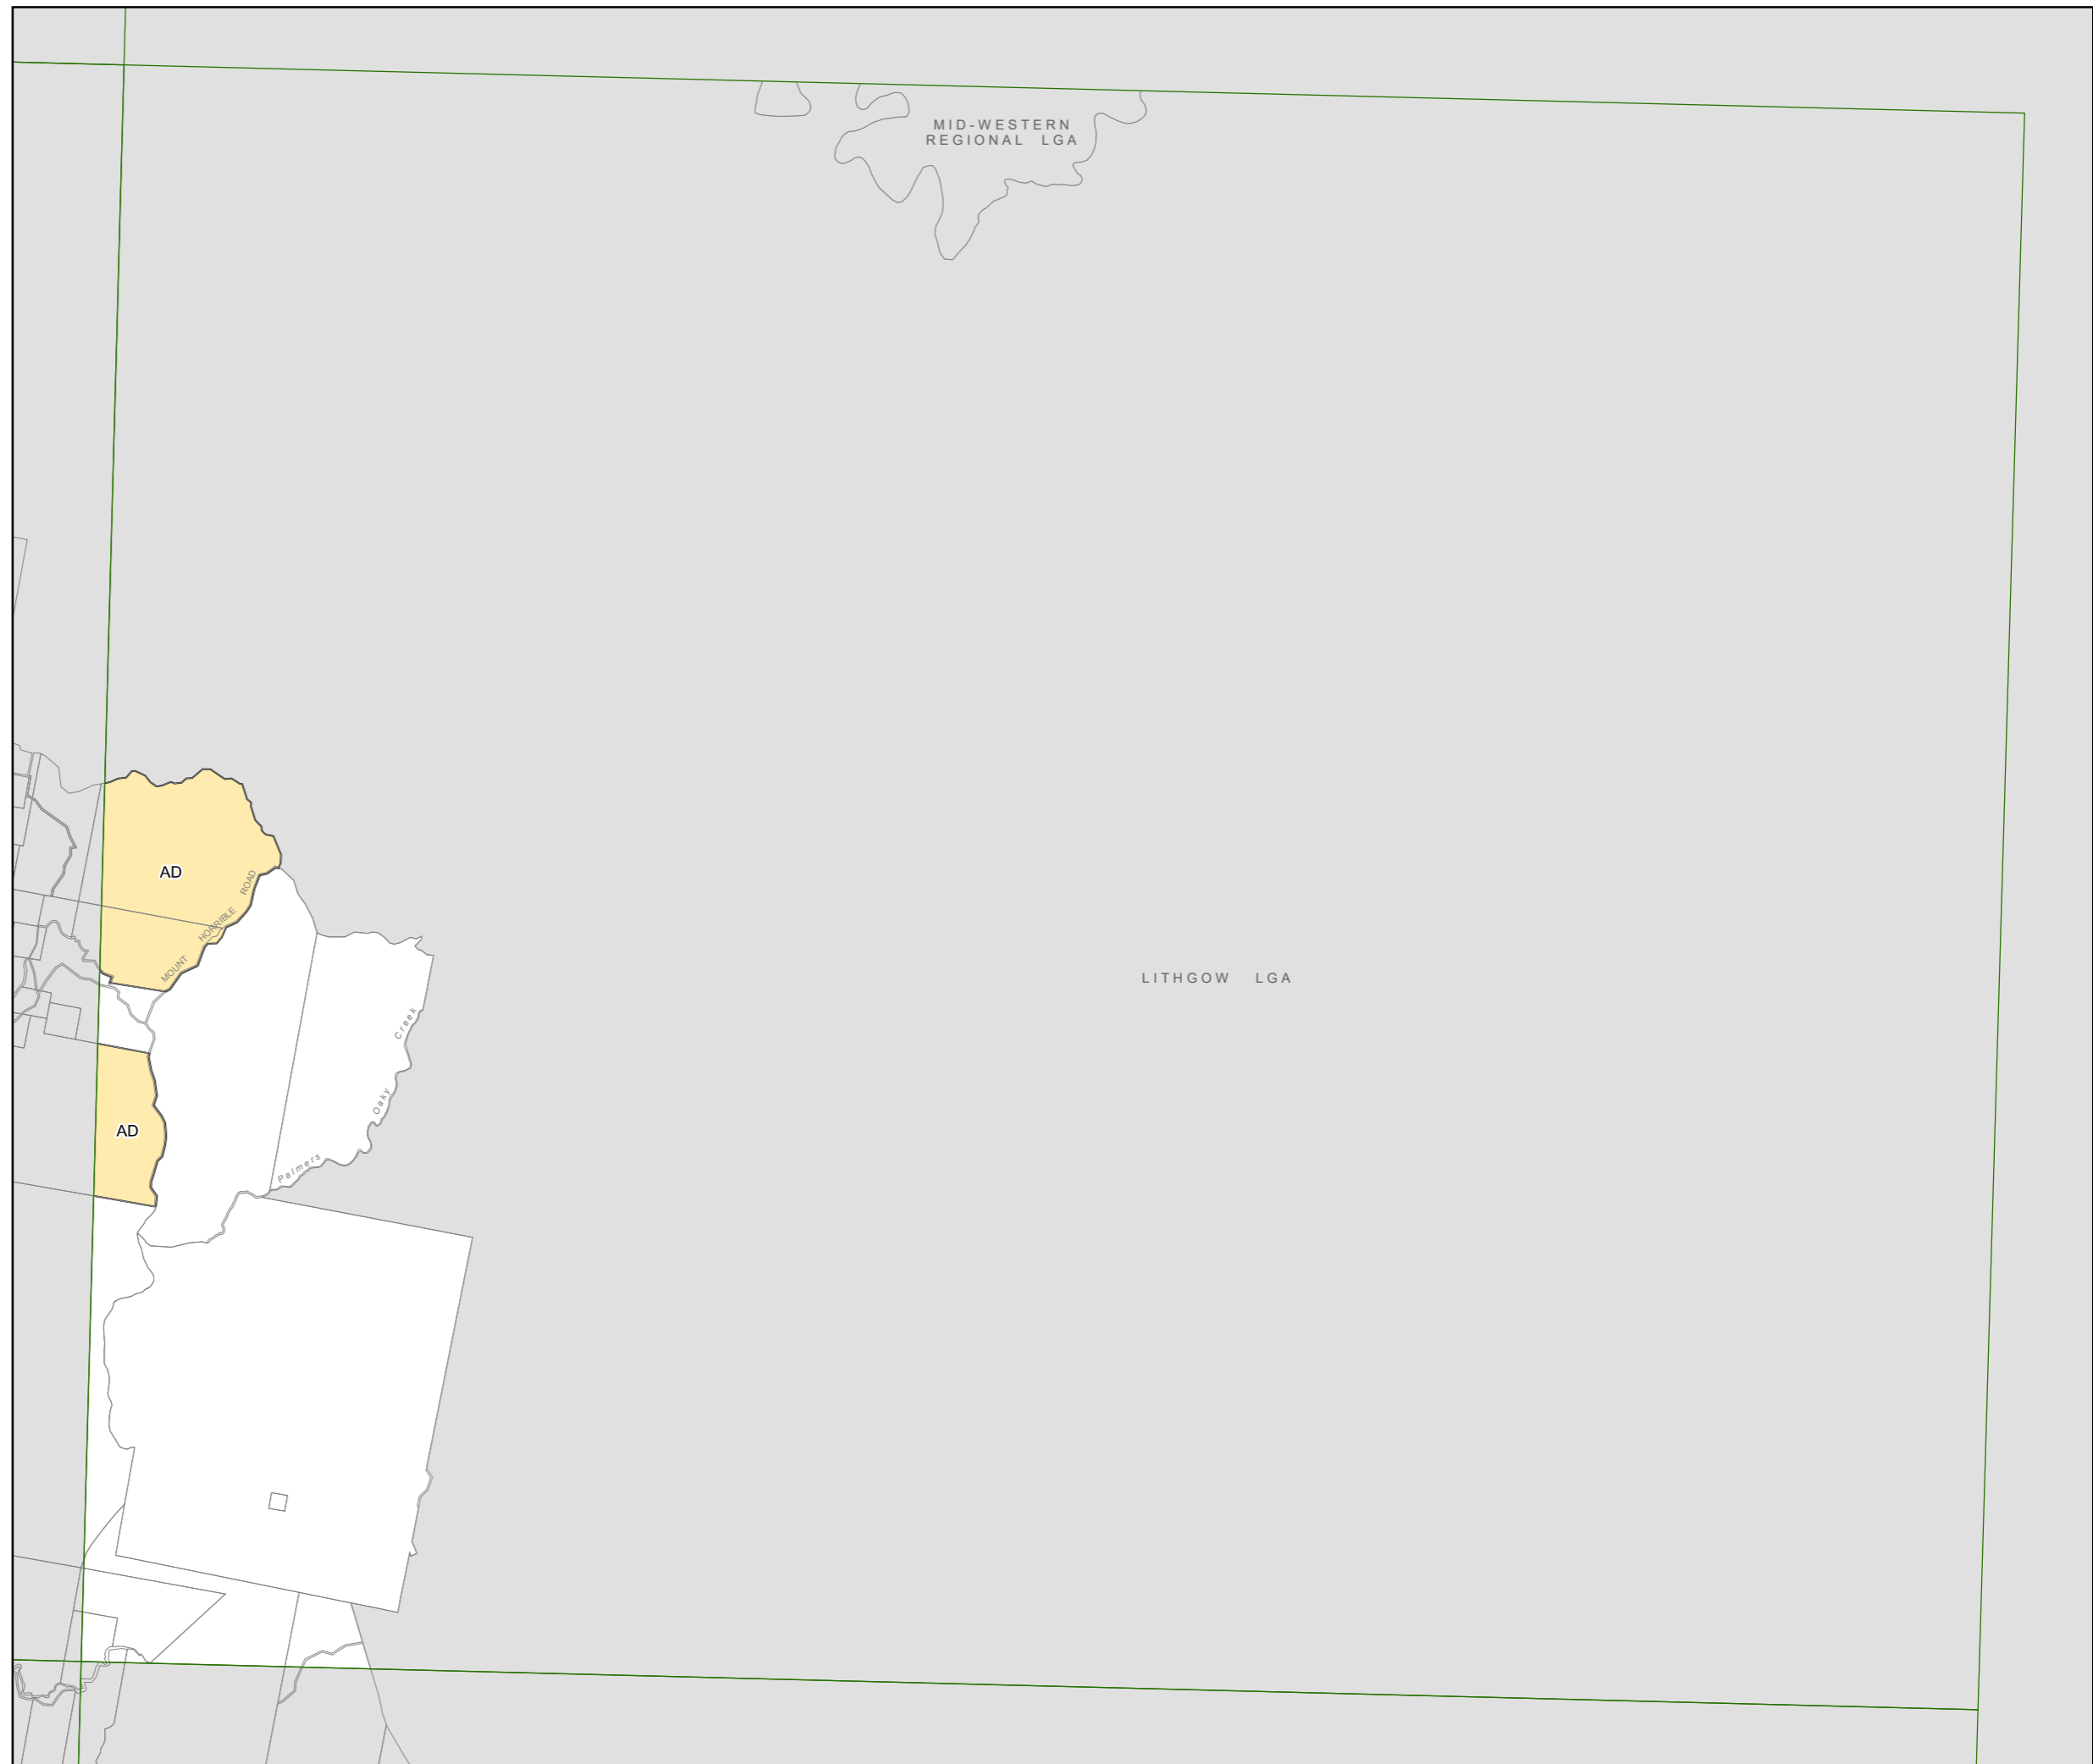 MID-WESTERN
REGIONAL LGA
AD
MOUNT HORRIBLE ROAD
LITHGOW LGA
AD
Palmers Oaky Creek